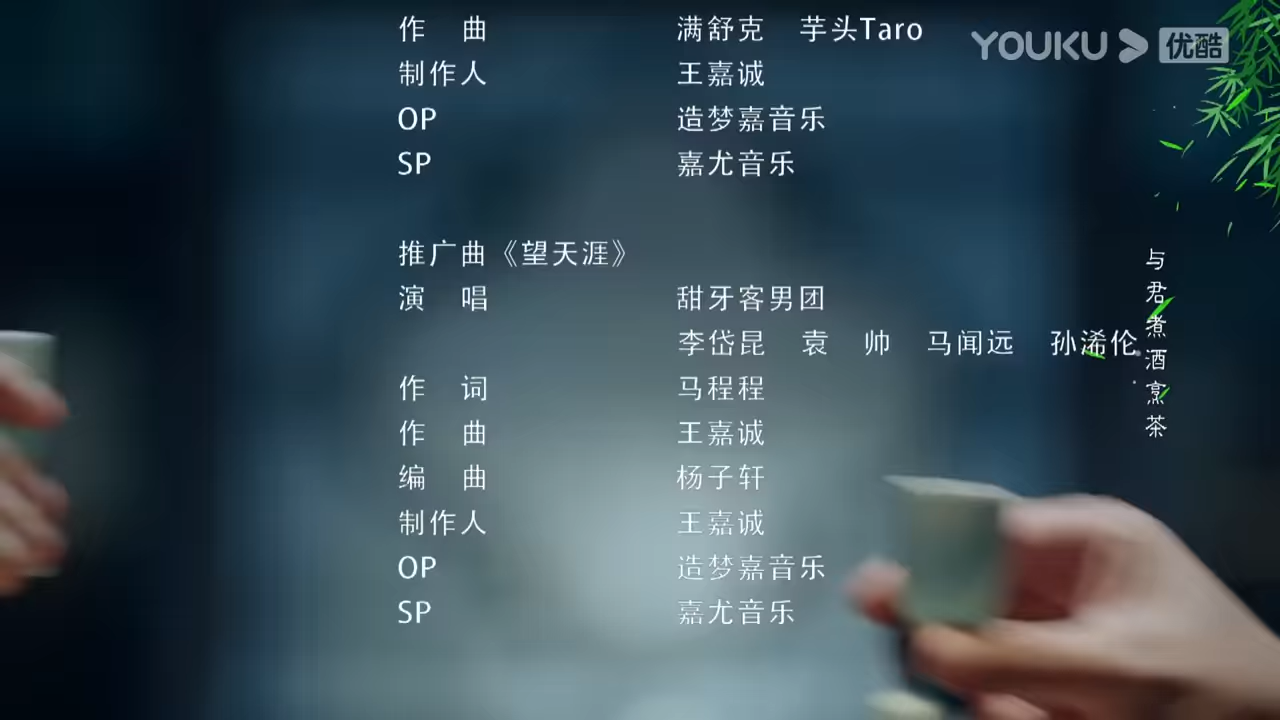 作 曲 满舒克 芋头Taro
YOUKU 优酷
制作人 王嘉诚
OP 造梦嘉音乐
SP 嘉尤音乐
推广曲《望天涯》
演 唱 甜牙客男团
李岱昆 袁 帅 马闻远 孙浠伦
作 词 马程程
作 曲 王嘉诚
编 曲 杨子轩
制作人 王嘉诚
OP 造梦嘉音乐
SP 嘉尤音乐
与君煮酒烹茶